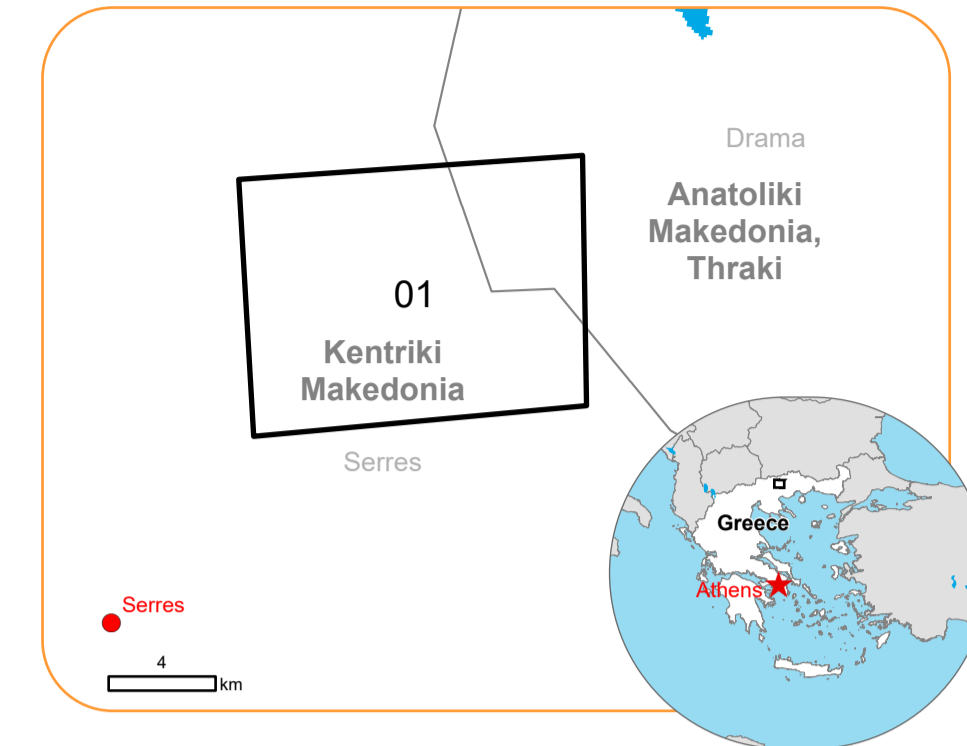 Drama
Anatoliki
Makedonia,
Thraki
01
Kentriki
Makedonia
Serres
Greece
Athens
Serres
4
km